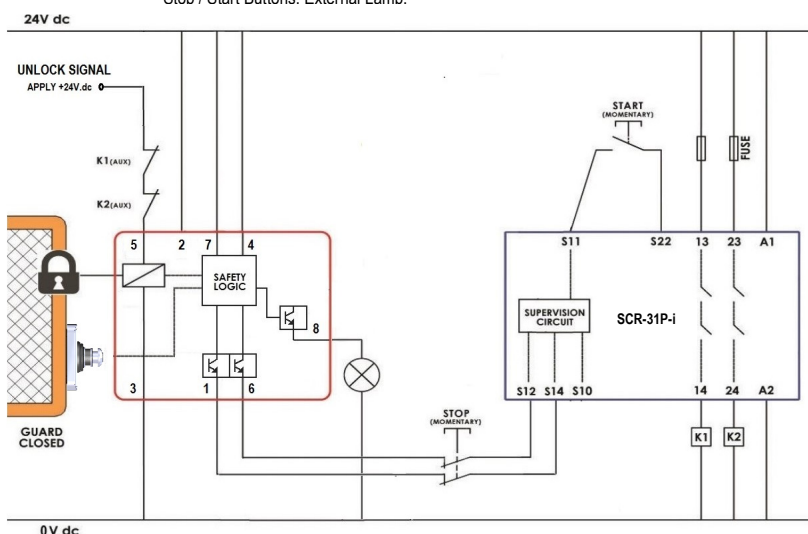 Stop / Start Buttons. External Lamp.
24V dc
UNLOCK SIGNAL
APPLY +24V.dc
START
(MOMENTARY)
FUSE
K1(AUX)
K2(AUX)
5 2 7 4
S11 S22 13 23 A1
SAFETY
LOGIC
8
SUPERVISION
CIRCUIT
SCR-31P-i
3 1 6
S12 S14 S10 14 24 A2
GUARD
CLOSED
STOP
(MOMENTARY)
K1 K2
0V dc